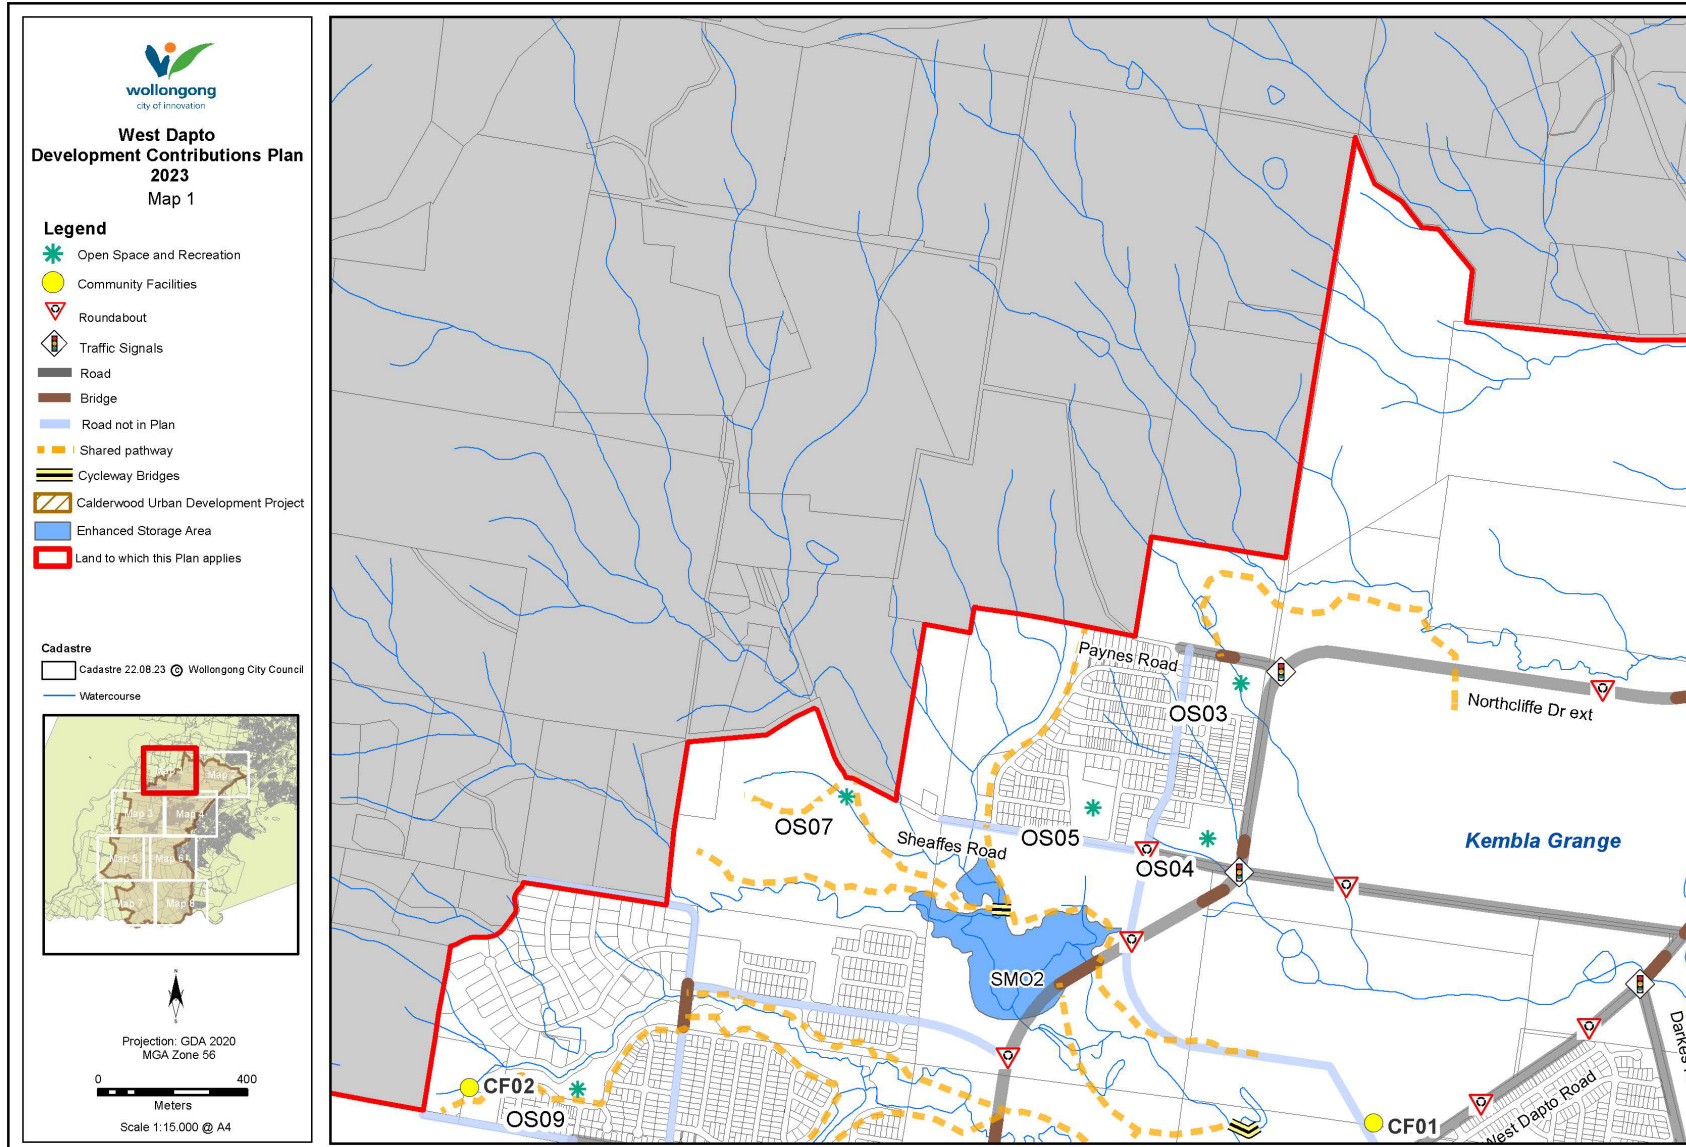 wollongong
city of innovation
West Dapto
Development Contributions Plan
2023
Map 1
Legend
Open Space and Recreation
Community Facilities
Roundabout
Traffic Signals
Road
Bridge
Road not in Plan
Shared pathway
Cycleway Bridges
Calderwood Urban Development Project
Enhanced Storage Area
Land to which this Plan applies
Cadastre
Cadastre 22.08.23 © Wollongong City Council
Watercourse
Map 1
Map 2
Map 3
Map 4
Map 5
Map 6
Map 7
Map 8
N
S
Projection: GDA 2020
MGA Zone 56
0 400
Meters
Scale 1:15.000 @ A4
Paynes Road
OS03
Northcliffe Dr ext
OS07
Sheaffes Road
OS05
OS04
Kembla Grange
SMO2
CF02
OS09
West Dapto Road
CF01